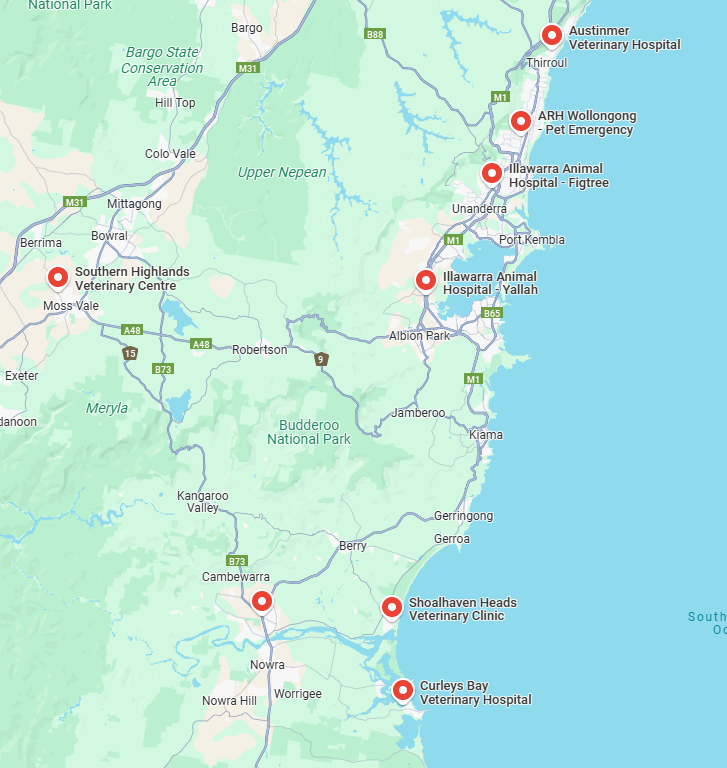 National Park
Bargo
B88
Austinmer
Veterinary Hospital
Bargo State
Conservation
Area
M31
Thirroul
Hill Top
M1
ARH Wollongong
- Pet Emergency
Colo Vale
Upper Nepean
Illawarra Animal
Hospital - Figtree
M31
Mittagong
Unanderra
Berrima
Bowral
M1
Port Kembla
Southern Highlands
Veterinary Centre
Illawarra Animal
Hospital - Yallah
Moss Vale
B65
A48
A48
Albion Park
15
Robertson
9
B73
Exeter
M1
Meryla
Jamberoo
danoon
Budderoo
National Park
Kiama
Kangaroo
Valley
Gerringong
Gerroa
Berry
B73
Cambewarra
Shoalhaven Heads
Veterinary Clinic
South
Oc
Nowra
Curleys Bay
Veterinary Hospital
Nowra Hill
Worrigee